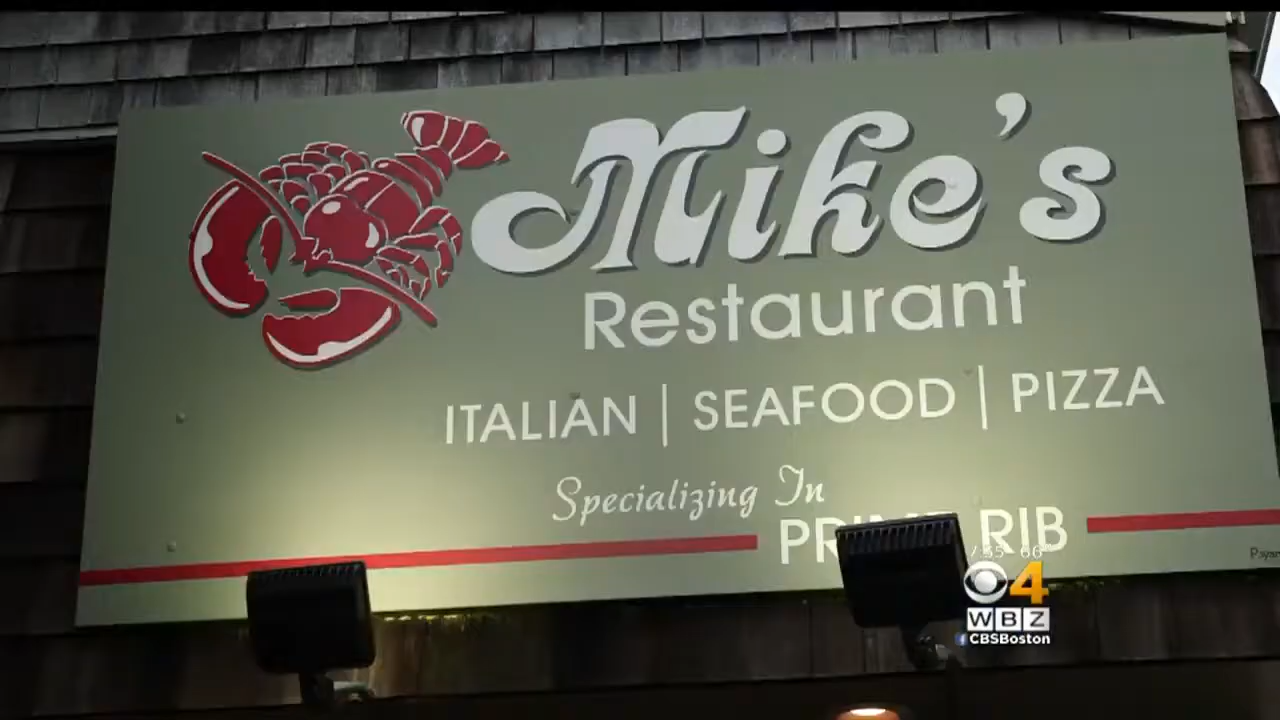 Mike's
Restaurant
ITALIAN | SEAFOOD | PIZZA
Specializing In
RIB
4
WBZ
CBSBoston